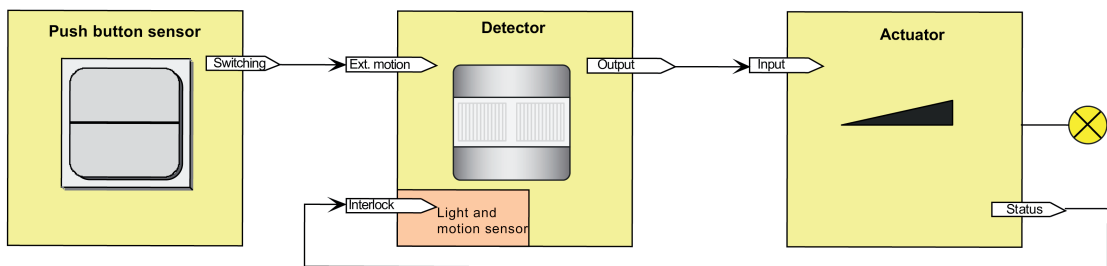 Push button sensor
Switching
Ext. motion
Detector
Output
Input
Actuator
Interlock
Light and
motion sensor
Status